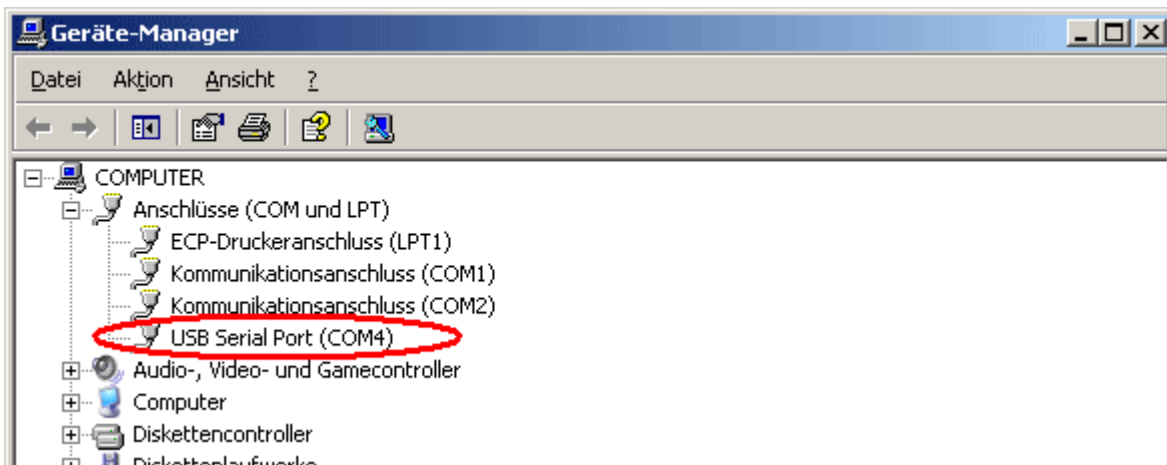 Geräte-Manager
Datei Aktion Ansicht ?
COMPUTER
Anschlüsse (COM und LPT)
ECP-Druckeranschluss (LPT1)
Kommunikationsanschluss (COM1)
Kommunikationsanschluss (COM2)
USB Serial Port (COM4)
Audio-, Video- und Gamecontroller
Computer
Diskettencontroller
Diskettenlaufwerke